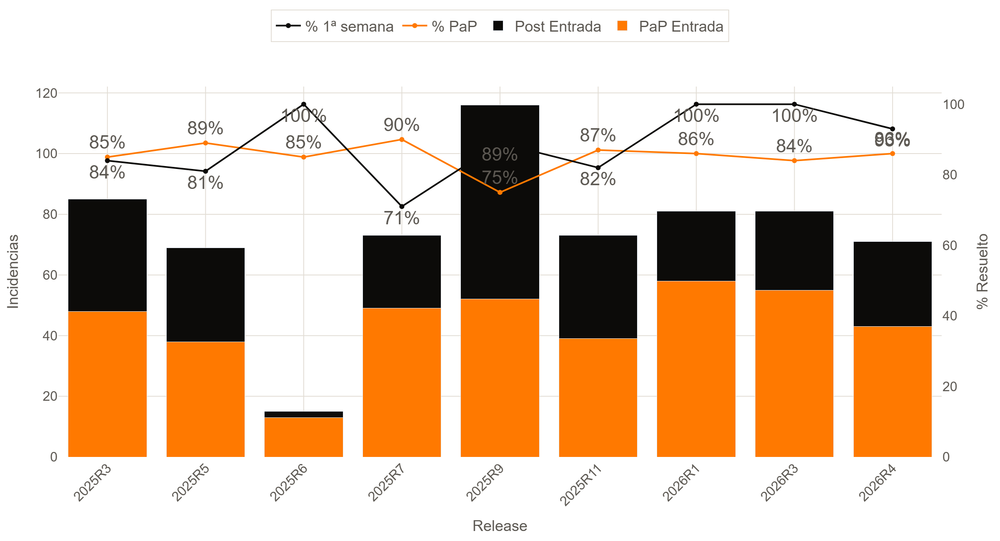 % 1ª semana
% PaP
Post Entrada
PaP Entrada
120
100
80
60
40
20
0
Incidencias
85%
89%
100%
85%
90%
89%
75%
87%
100%
86%
100%
84%
86%
93%
84%
81%
71%
82%
100
80
60
40
20
0
% Resuelto
2025R3
2025R5
2025R6
2025R7
2025R9
2025R11
2026R1
2026R3
2026R4
Release